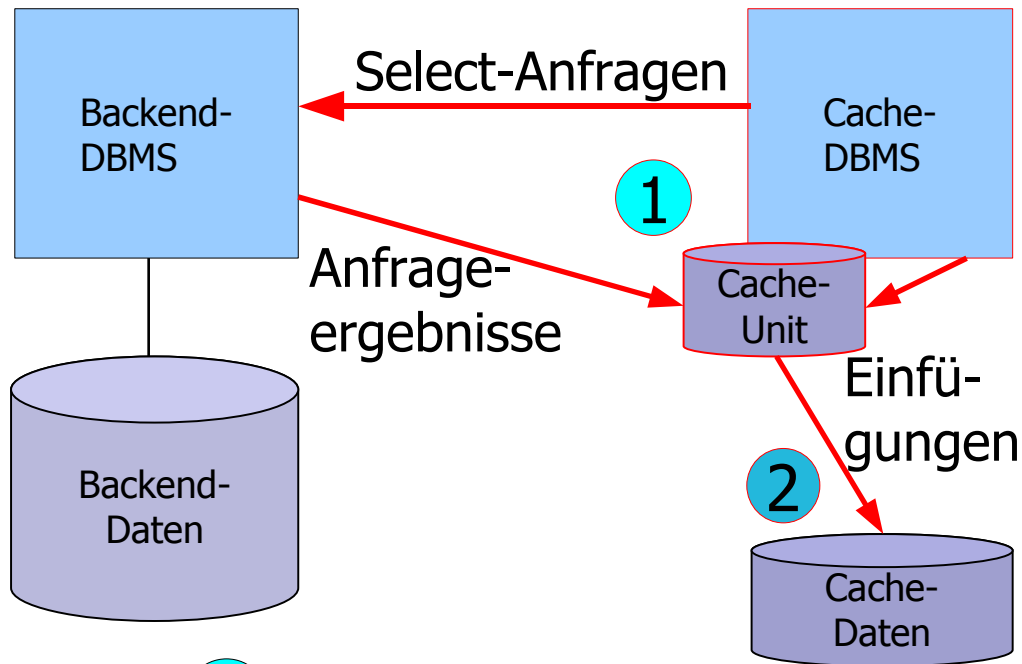 Select-Anfragen
Backend-
DBMS
Cache-
DBMS
1
Anfrage-
ergebnisse
Cache-
Unit
Einfü-
gungen
2
Backend-
Daten
Cache-
Daten